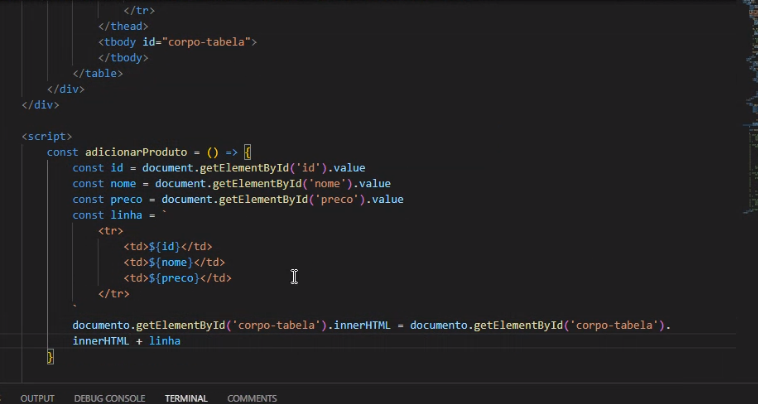 </tr>
</thead>
<tbody id="corpo-tabela">
</tbody>
</table>
</div>
</div>
<script>
const adicionarProduto = () => {
const id = document.getElementById('id').value
const nome = document.getElementById('nome').value
const preco = document.getElementById('preco').value
const linha = `
<tr>
<td>${id}</td>
<td>${nome}</td>
<td>${preco}</td>
</tr>
`
documento.getElementById('corpo-tabela').innerHTML = documento.getElementById('corpo-tabela').
innerHTML + linha
}
OUTPUT DEBUG CONSOLE TERMINAL COMMENTS